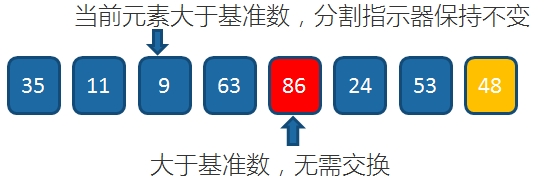 当前元素大于基准数，分割指示器保持不变
35 11 9 63 86 24 53 48
大于基准数，无需交换